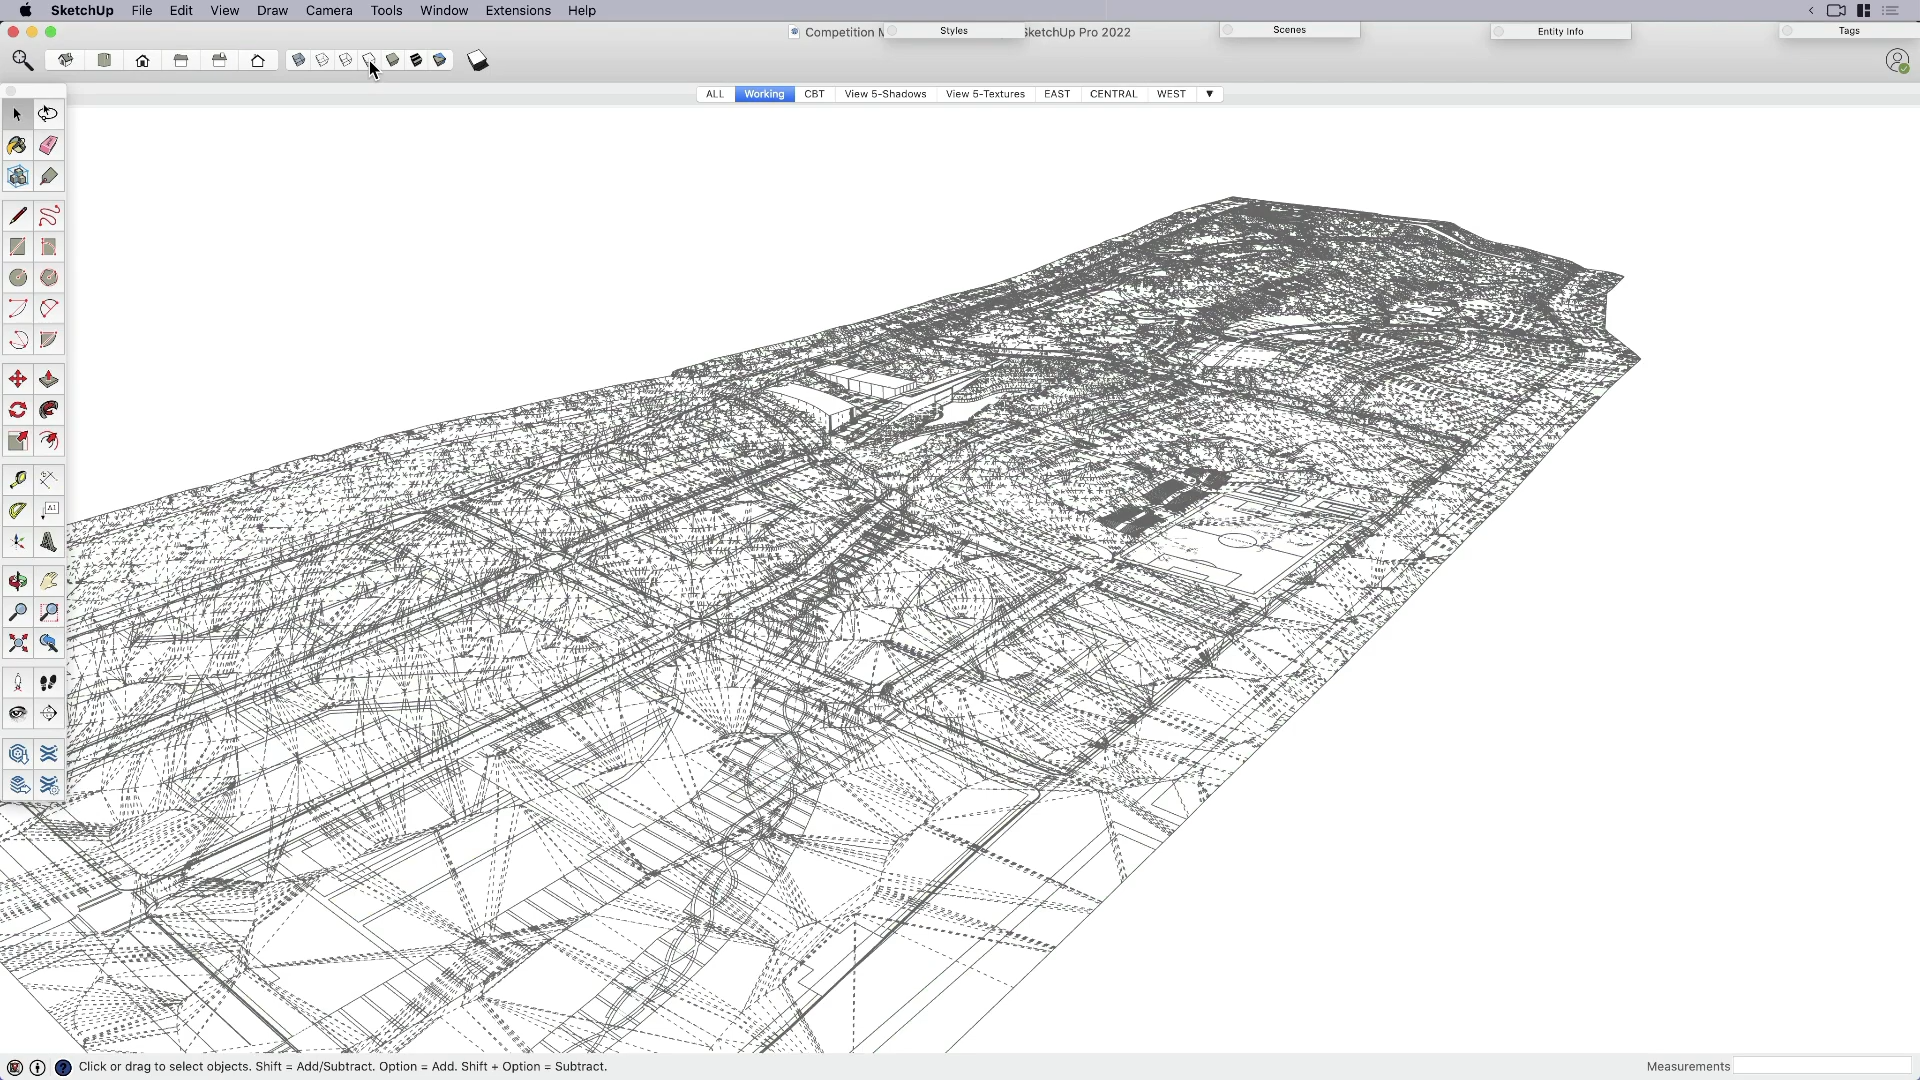 SketchUp File Edit View Draw Camera Tools Window Extensions Help
Competition M
Styles
SketchUp Pro 2022
Scenes
Entity Info
Tags
ALL Working CBT View 5-Shadows View 5-Textures EAST CENTRAL WEST
A1
Click or drag to select objects. Shift = Add/Subtract. Option = Add. Shift + Option = Subtract.
Measurements